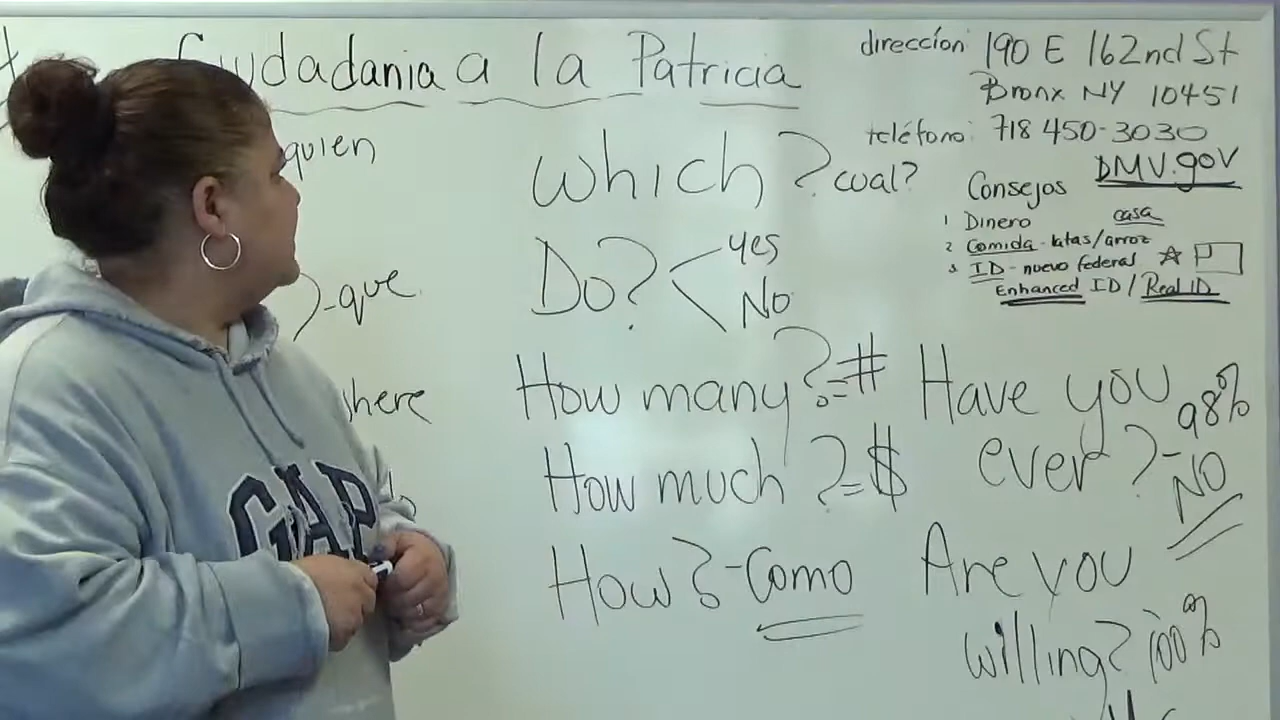 Ciudadania a la Patricia
quien
-que
where
Which? cual?
Do? yes
No
How many? = #
How much? = $
How? - Como
dirección: 190 E 162nd St
Bronx NY 10451
teléfono: 718 450-3030
DMV.gov
Consejos
1 Dinero casa
2 Comida - latas/arroz
3 ID - nuevo federal
Enhanced ID / Real ID
Have you 98%
ever? - NO
Are you
willing? 100%
GAP